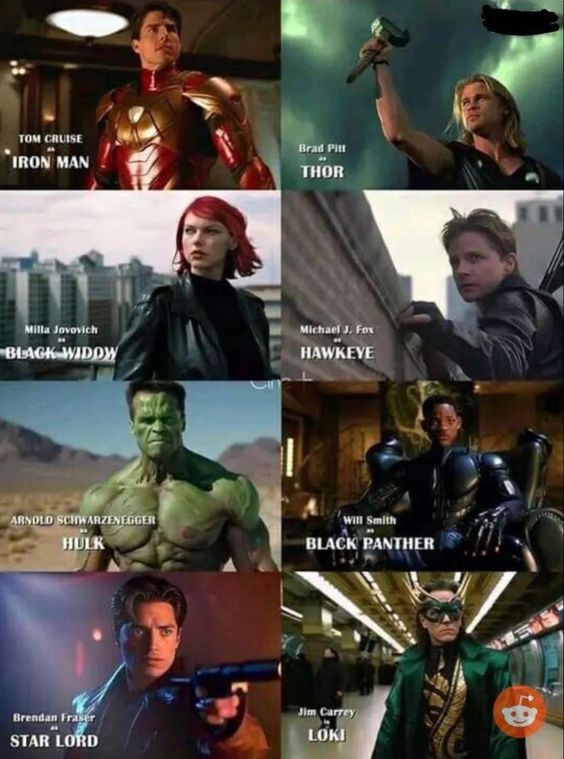 TOM CRUISE
as
IRON MAN
Brad Pitt
as
THOR
Milla Jovovich
as
BLACK WIDOW
Michael J. Fox
as
HAWKEYE
ARNOLD SCHWARZENEGGER
as
HULK
Will Smith
as
BLACK PANTHER
Brendan Fraser
as
STAR LORD
Jim Carrey
is
LOKI